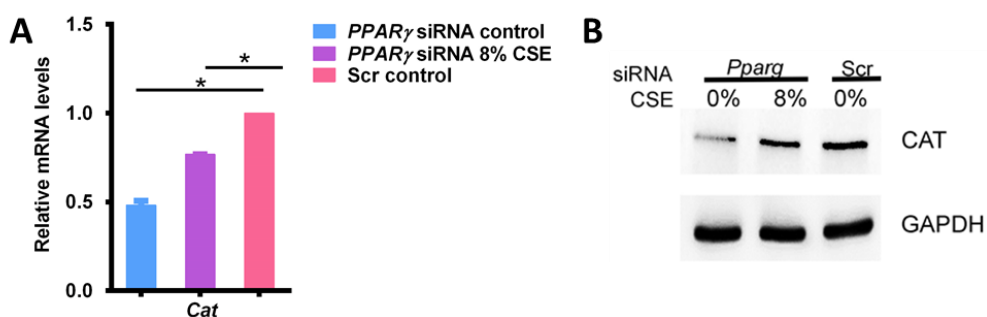 A
Relative mRNA levels
1.5
1.0
0.5
0.0
*
*
Cat
PPARγ siRNA control
PPARγ siRNA 8% CSE
Scr control
B
siRNA Pparg Scr
CSE 0% 8% 0%
CAT
GAPDH